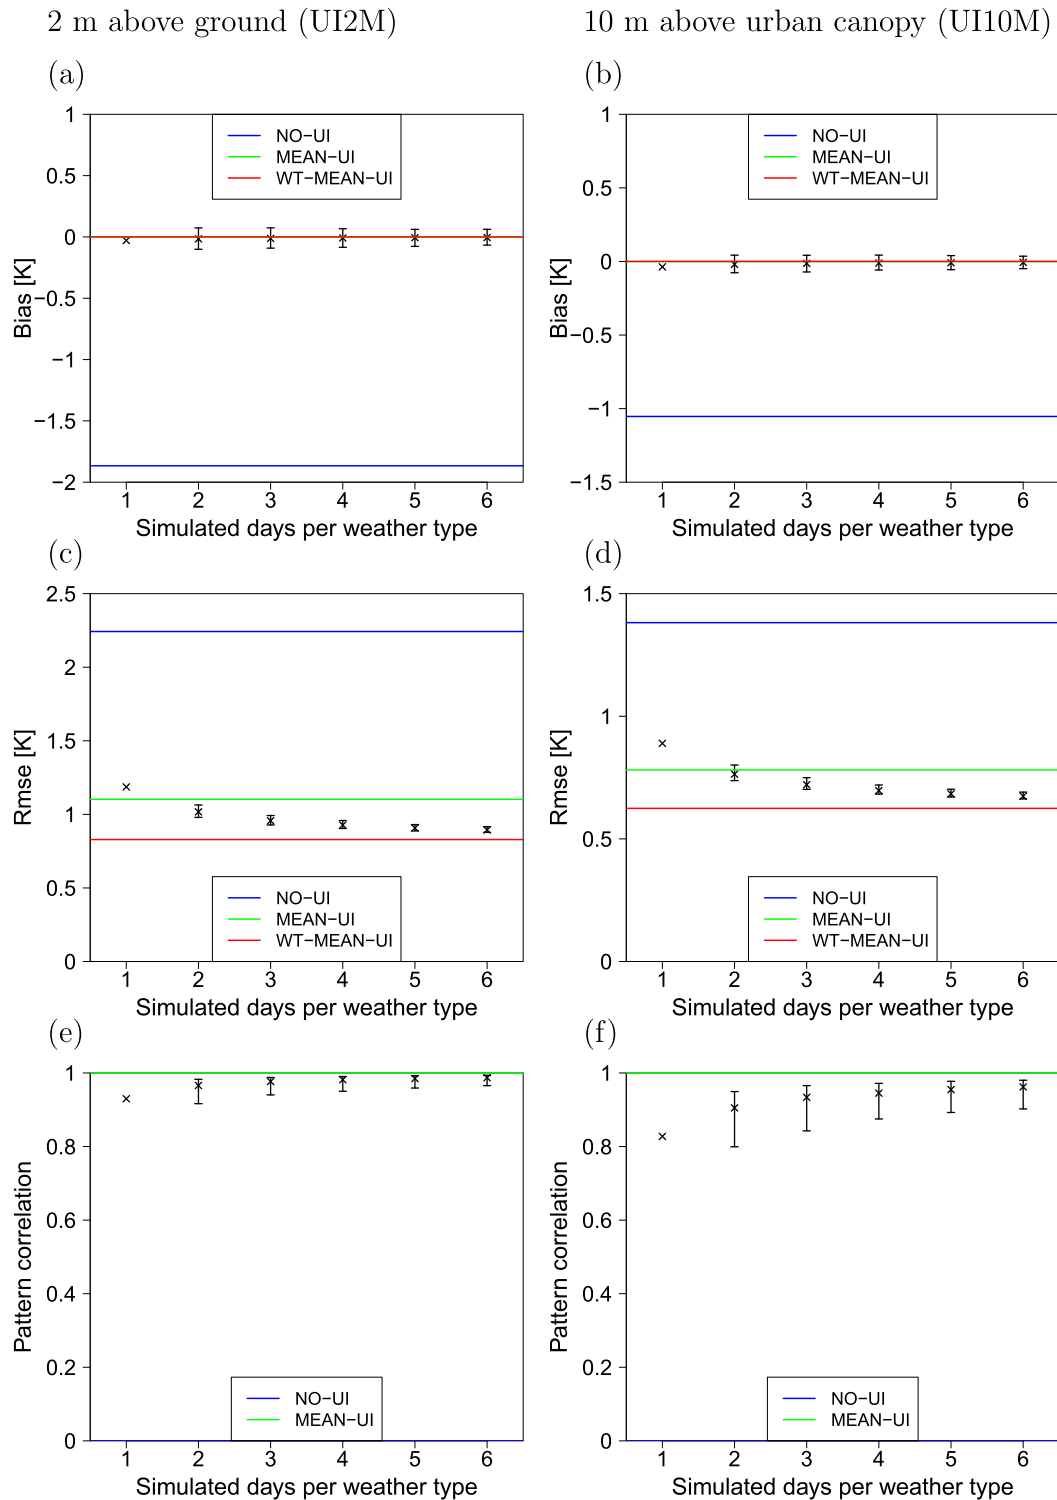 2 m above ground (UI2M)
10 m above urban canopy (UI10M)
(a)
NO−UI
MEAN−UI
WT−MEAN−UI
1
0.5
0
−0.5
−1
−1.5
−2
Bias [K]
1 2 3 4 5 6
Simulated days per weather type
(b)
NO−UI
MEAN−UI
WT−MEAN−UI
1
0.5
0
−0.5
−1
−1.5
Bias [K]
1 2 3 4 5 6
Simulated days per weather type
(c)
2.5
2
1.5
1
0.5
0
Rmse [K]
NO−UI
MEAN−UI
WT−MEAN−UI
1 2 3 4 5 6
Simulated days per weather type
(d)
1.5
1
0.5
0
Rmse [K]
NO−UI
MEAN−UI
WT−MEAN−UI
1 2 3 4 5 6
Simulated days per weather type
(e)
1
0.8
0.6
0.4
0.2
0
Pattern correlation
NO−UI
MEAN−UI
1 2 3 4 5 6
Simulated days per weather type
(f)
1
0.8
0.6
0.4
0.2
0
Pattern correlation
NO−UI
MEAN−UI
1 2 3 4 5 6
Simulated days per weather type